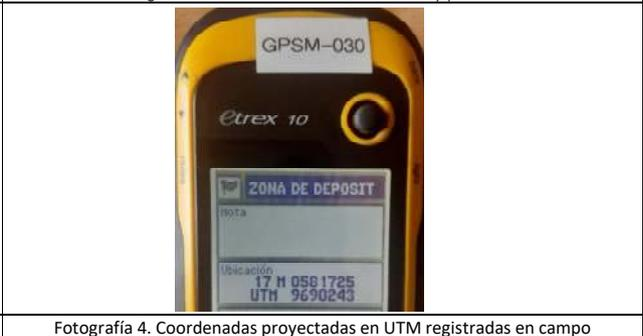 GPSM-030
etrex 10
ZONA DE DEPOSIT
Nota
Ubicación
17 M 0581725
UTM 9690243
Fotografía 4. Coordenadas proyectadas en UTM registradas en campo